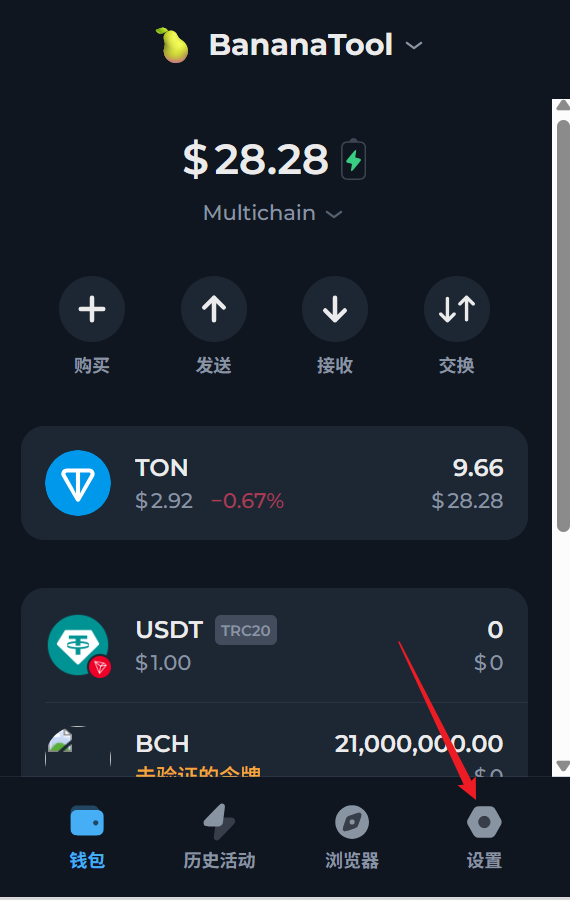 BananaTool
$28.28
Multichain
购买
发送
接收
交换
TON
9.66
$2.92 −0.67%
$28.28
USDT TRC20
0
$1.00
$0
BCH
21,000,000.00
未验证的令牌
$0
钱包
历史活动
浏览器
设置